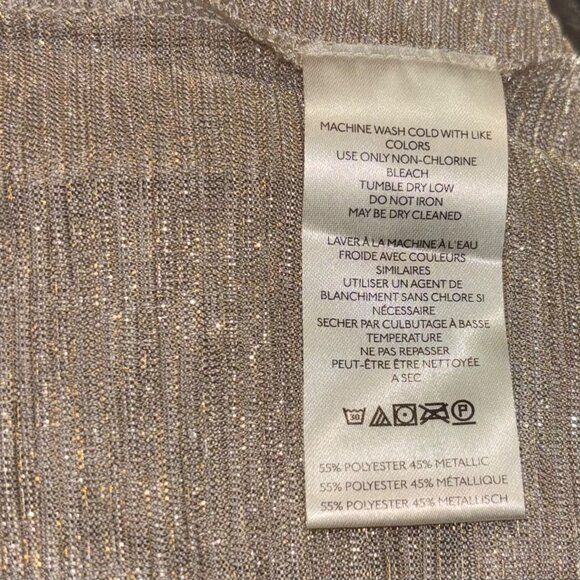 MACHINE WASH COLD WITH LIKE
COLORS
USE ONLY NON-CHLORINE
BLEACH
TUMBLE DRY LOW
DO NOT IRON
MAY BE DRY CLEANED
LAVER À LA MACHINE À L'EAU
FROIDE AVEC COULEURS
SIMILAIRES
UTILISER UN AGENT DE
BLANCHIMENT SANS CHLORE SI
NÉCESSAIRE
SECHER PAR CULBUTAGE À BASSE
TEMPERATURE
NE PAS REPASSER
PEUT-ÊTRE ÊTRE NETTOYÉE
A SEC
30 P
55% POLYESTER 45% METALLIC
55% POLYESTER 45% MÉTALLIQUE
55% POLYESTER 45% METALLISCH